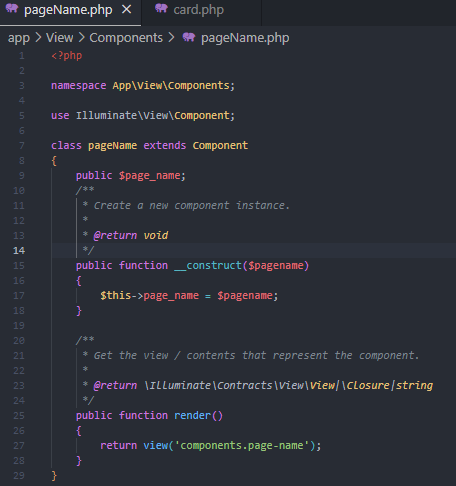 pageName.php X card.php
app > View > Components > pageName.php
1 <?php
2
3 namespace App\View\Components;
4
5 use Illuminate\View\Component;
6
7 class pageName extends Component
8 {
9     public $page_name;
10     /**
11      * Create a new component instance.
12      *
13      * @return void
14      */
15     public function __construct($pagename)
16     {
17         $this->page_name = $pagename;
18     }
19
20     /**
21      * Get the view / contents that represent the component.
22      *
23      * @return \Illuminate\Contracts\View\View|\Closure|string
24      */
25     public function render()
26     {
27         return view('components.page-name');
28     }
29 }